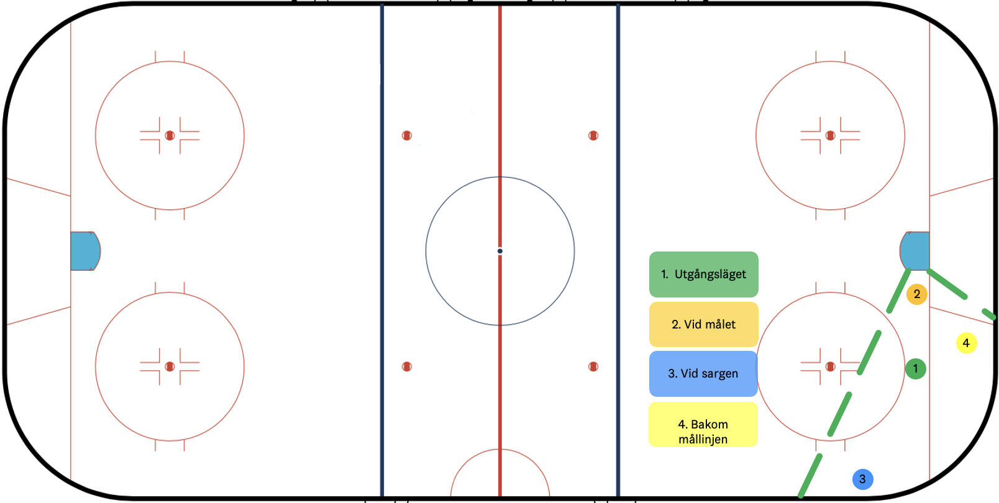 1. Utgångsläget
2. Vid målet
3. Vid sargen
4. Bakom
mållinjen
2
4
1
3